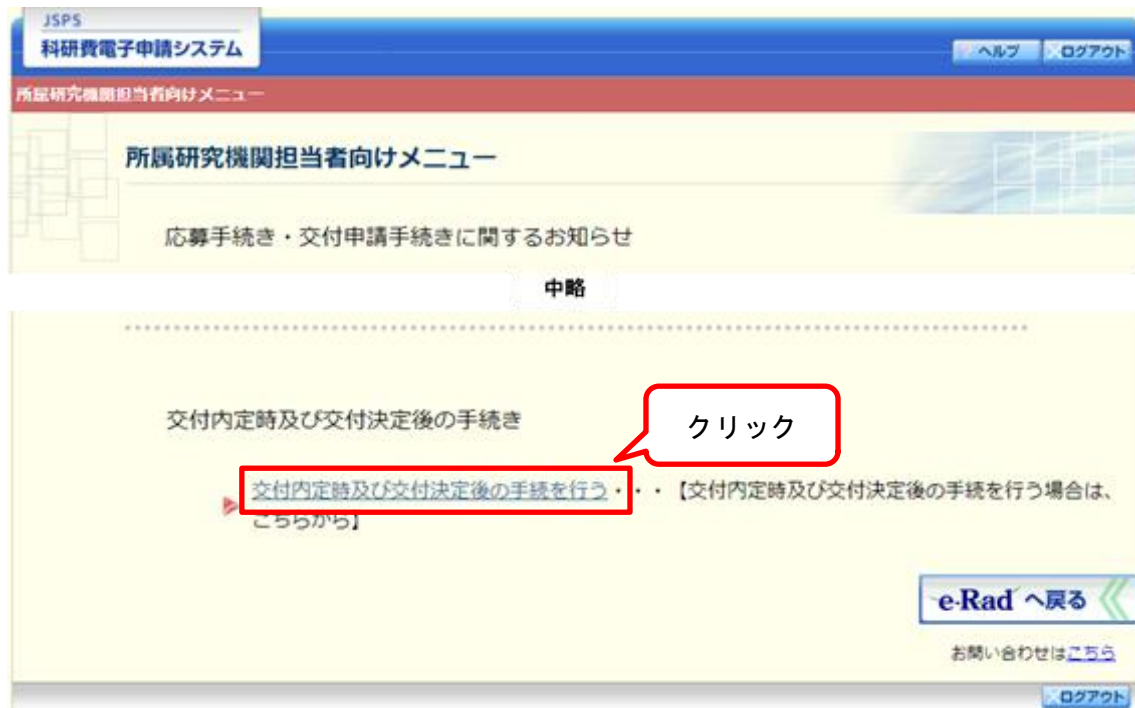 JSPS
科研費電子申請システム
ヘルプ
ログアウト
所属研究機関担当者向けメニュー
所属研究機関担当者向けメニュー
応募手続き・交付申請手続きに関するお知らせ
中略
交付内定時及び交付決定後の手続き
クリック
交付内定時及び交付決定後の手続を行う・・・【交付内定時及び交付決定後の手続を行う場合は、
こちらから】
e-Rad へ戻る
お問い合わせはこちら
ログアウト